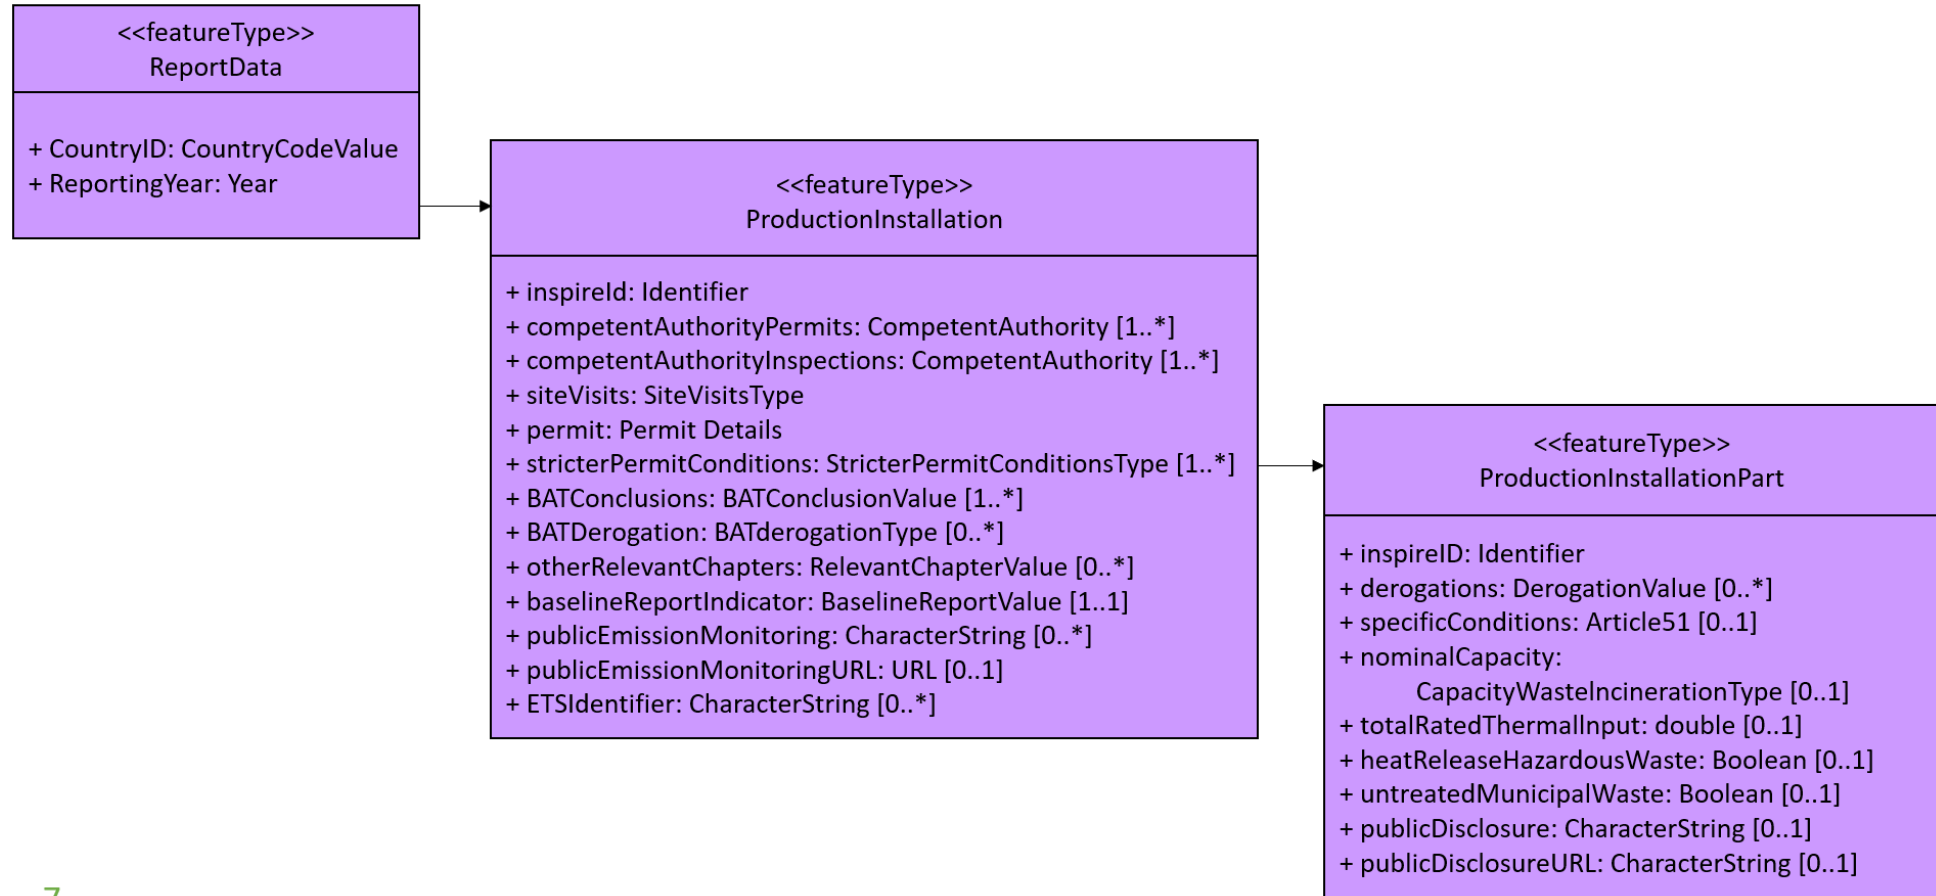 <<featureType>>
ReportData
+ CountryID: CountryCodeValue
+ ReportingYear: Year
<<featureType>>
ProductionInstallation
+ inspireId: Identifier
+ competentAuthorityPermits: CompetentAuthority [1..*]
+ competentAuthorityInspections: CompetentAuthority [1..*]
+ siteVisits: SiteVisitsType
+ permit: Permit Details
+ stricterPermitConditions: StricterPermitConditionsType [1..*]
+ BATConclusions: BATConclusionValue [1..*]
+ BATDerogation: BATderogationType [0..*]
+ otherRelevantChapters: RelevantChapterValue [0..*]
+ baselineReportIndicator: BaselineReportValue [1..1]
+ publicEmissionMonitoring: CharacterString [0..*]
+ publicEmissionMonitoringURL: URL [0..1]
+ ETSIdentifier: CharacterString [0..*]
<<featureType>>
ProductionInstallationPart
+ inspireID: Identifier
+ derogations: DerogationValue [0..*]
+ specificConditions: Article51 [0..1]
+ nominalCapacity:
CapacityWasteIncinerationType [0..1]
+ totalRatedThermalInput: double [0..1]
+ heatReleaseHazardousWaste: Boolean [0..1]
+ untreatedMunicipalWaste: Boolean [0..1]
+ publicDisclosure: CharacterString [0..1]
+ publicDisclosureURL: CharacterString [0..1]